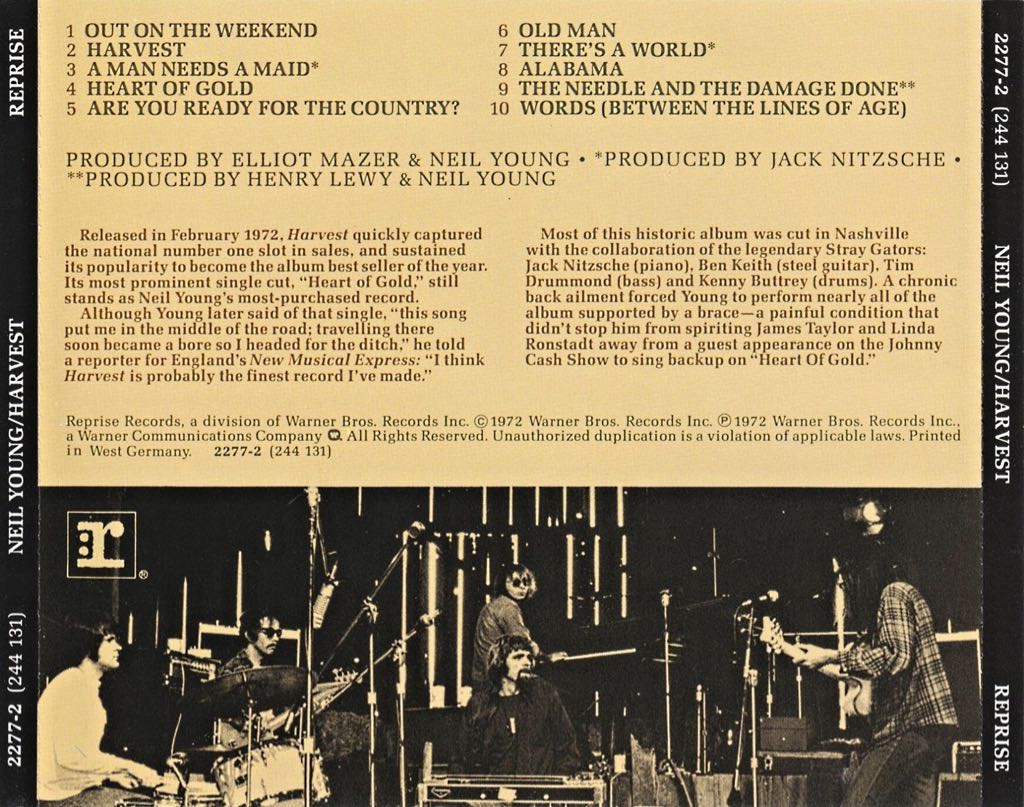 1 OUT ON THE WEEKEND
2 HARVEST
3 A MAN NEEDS A MAID*
4 HEART OF GOLD
5 ARE YOU READY FOR THE COUNTRY?
6 OLD MAN
7 THERE'S A WORLD*
8 ALABAMA
9 THE NEEDLE AND THE DAMAGE DONE**
10 WORDS (BETWEEN THE LINES OF AGE)
PRODUCED BY ELLIOT MAZER & NEIL YOUNG • *PRODUCED BY JACK NITZSCHE •
**PRODUCED BY HENRY LEWY & NEIL YOUNG
Released in February 1972, Harvest quickly captured
the national number one slot in sales, and sustained
its popularity to become the album best seller of the year.
Its most prominent single cut, "Heart of Gold," still
stands as Neil Young's most-purchased record.
Although Young later said of that single, "this song
put me in the middle of the road; travelling there
soon became a bore so I headed for the ditch," he told
a reporter for England's New Musical Express: "I think
Harvest is probably the finest record I've made."
Most of this historic album was cut in Nashville
with the collaboration of the legendary Stray Gators:
Jack Nitzsche (piano), Ben Keith (steel guitar), Tim
Drummond (bass) and Kenny Buttrey (drums). A chronic
back ailment forced Young to perform nearly all of the
album supported by a brace—a painful condition that
didn't stop him from spiriting James Taylor and Linda
Ronstadt away from a guest appearance on the Johnny
Cash Show to sing backup on "Heart Of Gold."
Reprise Records, a division of Warner Bros. Records Inc. ©1972 Warner Bros. Records Inc. ℗1972 Warner Bros. Records Inc.,
a Warner Communications Company. All Rights Reserved. Unauthorized duplication is a violation of applicable laws. Printed
in West Germany. 2277-2 (244 131)
r ®
2277-2 (244 131) NEIL YOUNG/HARVEST REPRISE
2277-2 (244 131) NEIL YOUNG/HARVEST REPRISE